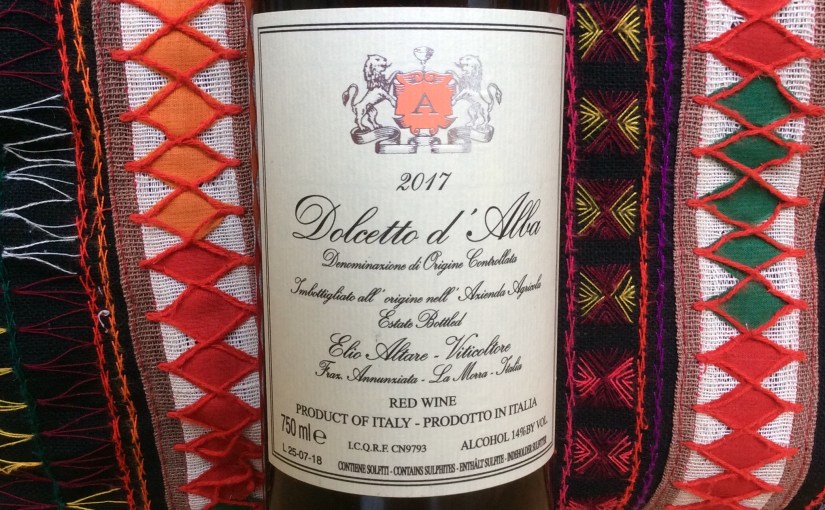 A
2017
Dolcetto d'Alba
Denominazione di Origine Controllata
Imbottigliato all'origine nell'Azienda Agricola
Estate Bottled
Elio Altare - Viticoltore
Fraz. Annunziata - La Morra - Italia
RED WINE
PRODUCT OF ITALY - PRODOTTO IN ITALIA
750 ml e I.C.Q.R.F. CN9793 ALCOHOL 14% BY VOL
L 25-07-18
CONTIENE SOLFITI - CONTAINS SULPHITES - ENTHÄLT SULFITE - INDEHOLDER SULFITTER